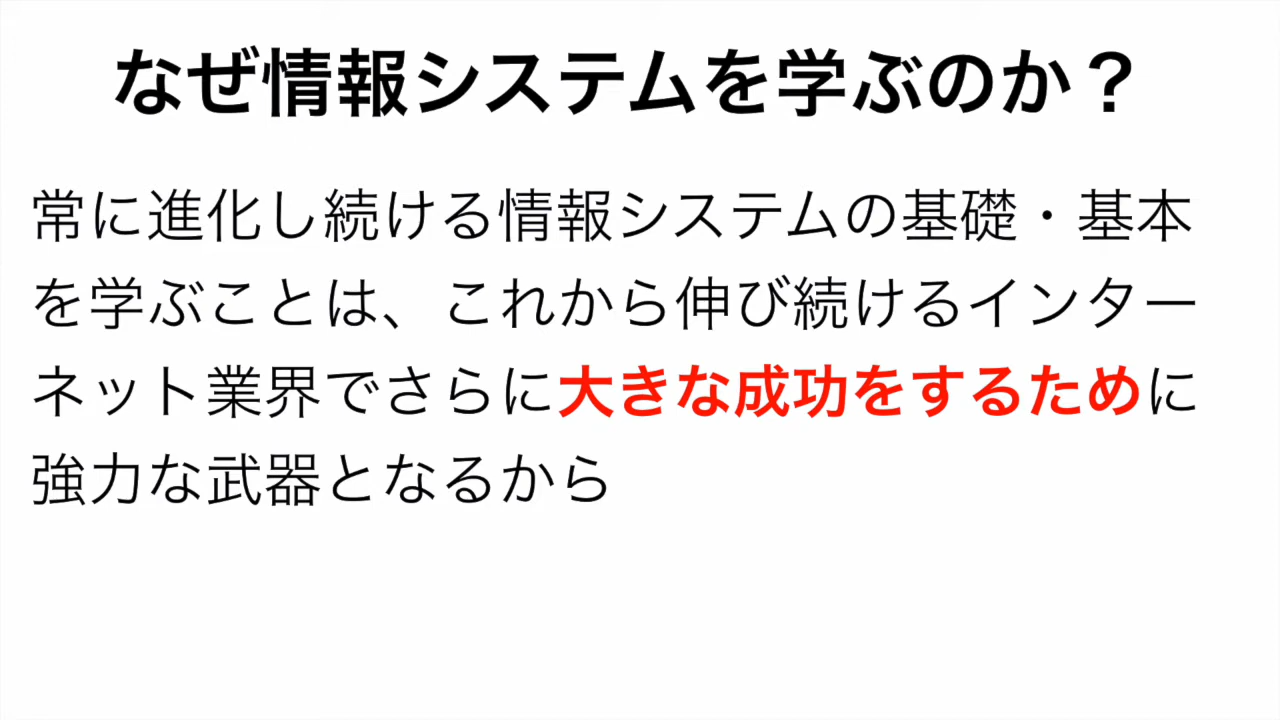 なぜ情報システムを学ぶのか？
常に進化し続ける情報システムの基礎・基本
を学ぶことは、これから伸び続けるインター
ネット業界でさらに大きな成功をするために
強力な武器となるから